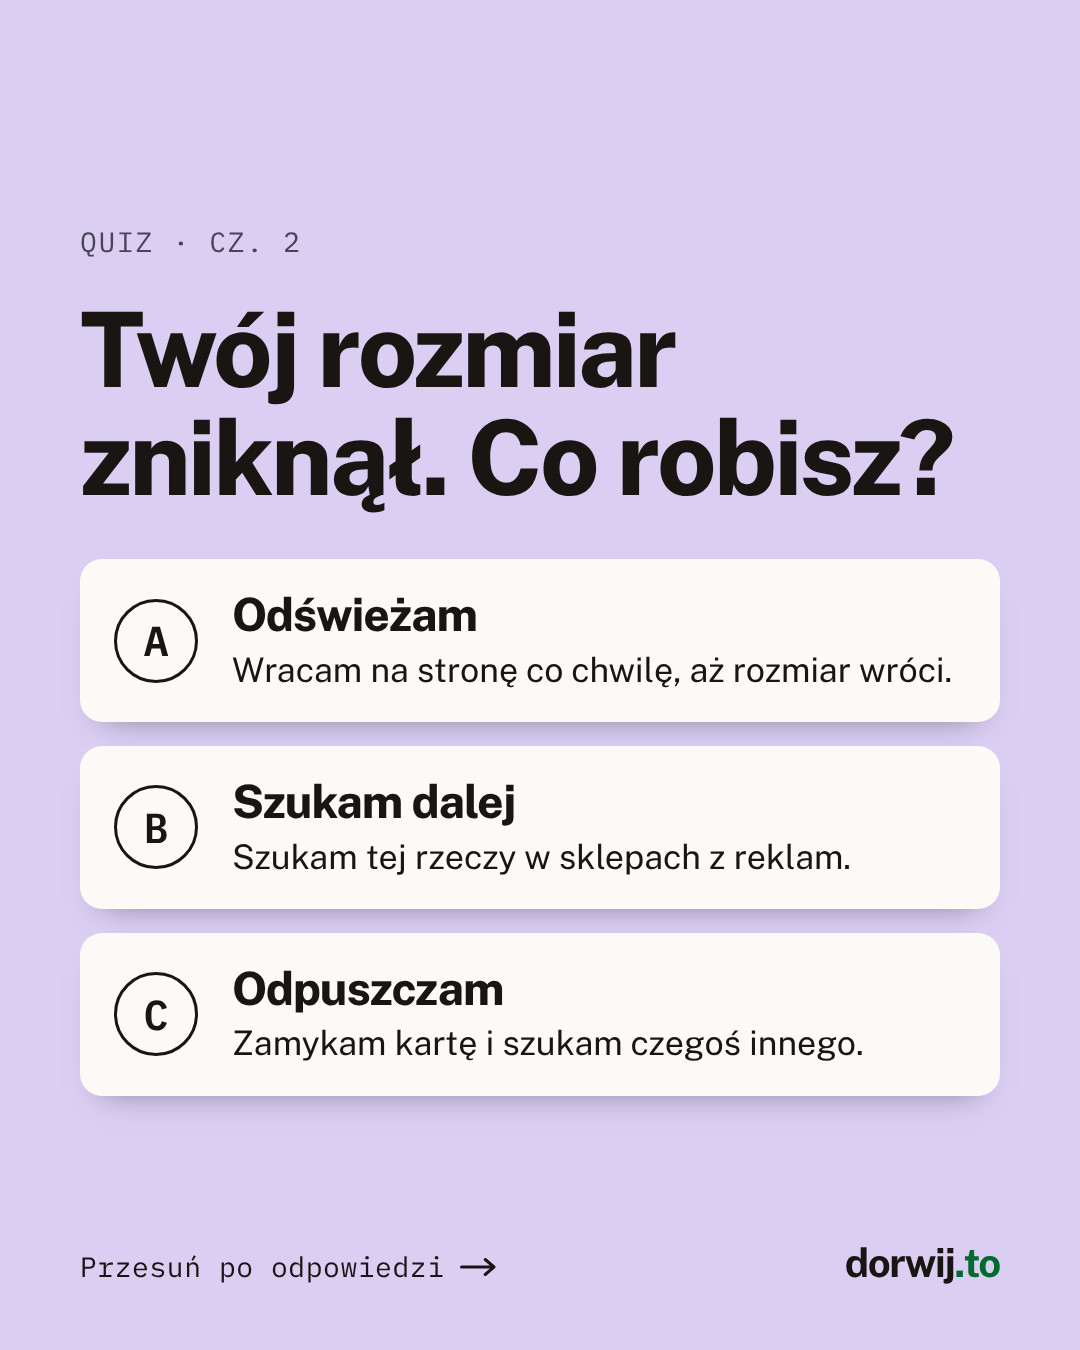 QUIZ · CZ. 2
Twój rozmiar
zniknął. Co robisz?
A
Odświeżam
Wracam na stronę co chwilę, aż rozmiar wróci.
B
Szukam dalej
Szukam tej rzeczy w sklepach z reklam.
C
Odpuszczam
Zamykam kartę i szukam czegoś innego.
Przesuń po odpowiedzi →
dorwij.to